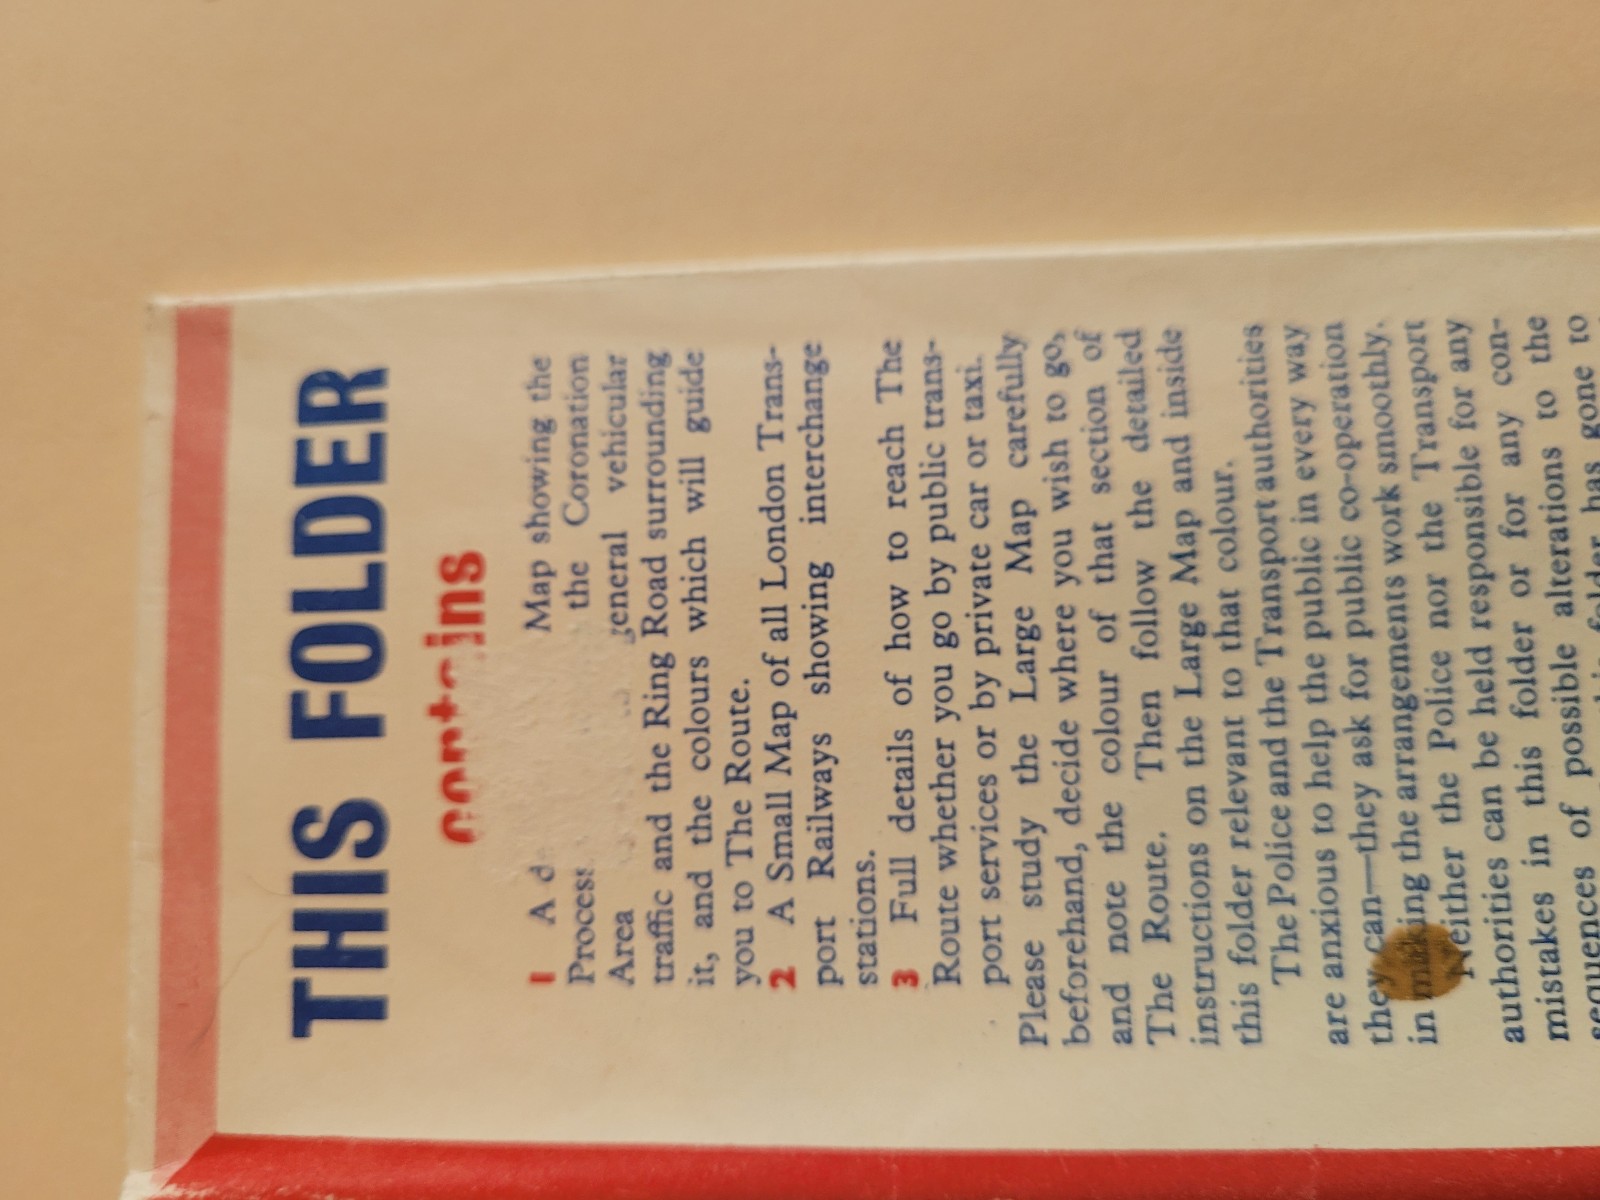 THIS FOLDER
contains
1 A Map showing the
the Coronation
Area general vehicular
traffic and the Ring Road surrounding
it, and the colours which will guide
you to The Route.
2 A Small Map of all London Trans-
port Railways showing interchange
stations.
3 Full details of how to reach The
Route whether you go by public trans-
port services or by private car or taxi.
Please study the Large Map carefully
beforehand, decide where you wish to go,
and note the colour of that section of
The Route. Then follow the detailed
instructions on the Large Map and inside
this folder relevant to that colour.
The Police and the Transport authorities
are anxious to help the public in every way
they can—they ask for public co-operation
in making the arrangements work smoothly.
Neither the Police nor the Transport
authorities can be held responsible for any
mistakes in this folder or for any con-
sequences of possible alterations to the
folder has gone to